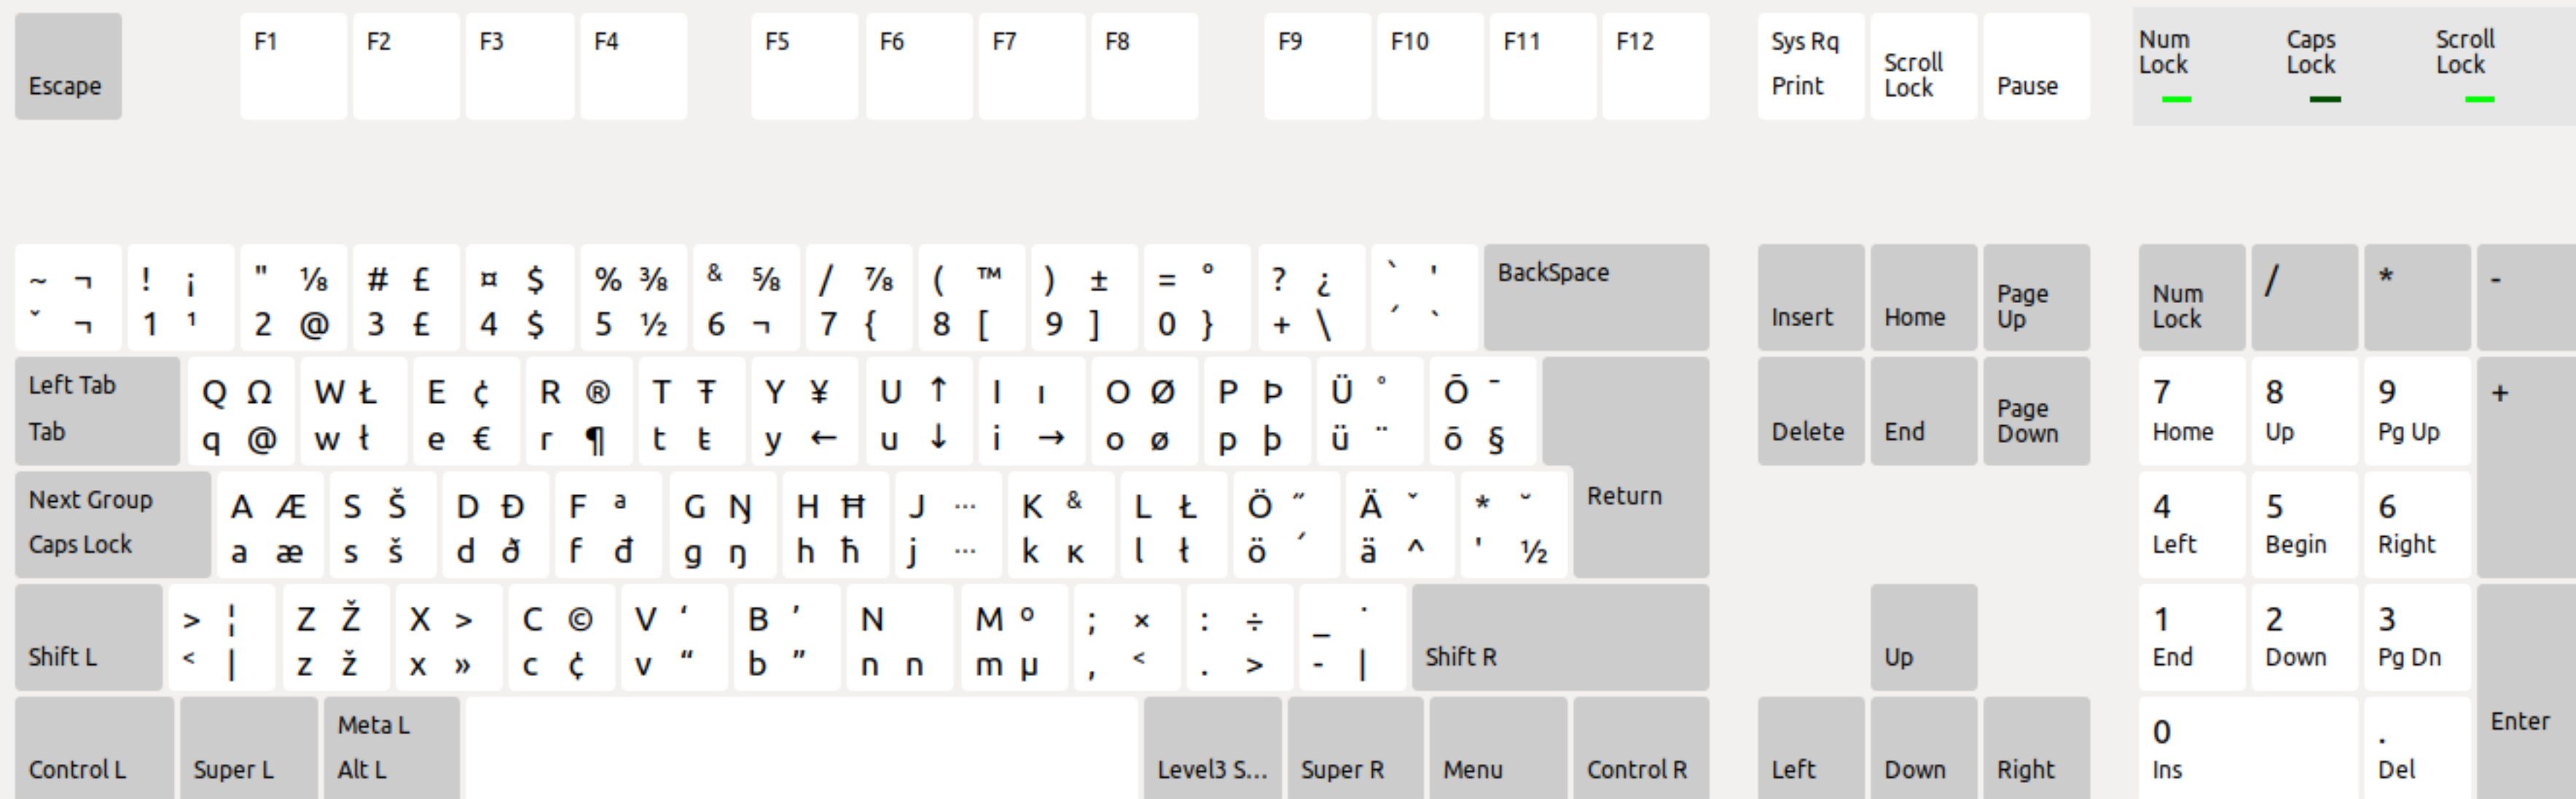 F1 F2 F3 F4 F5 F6 F7 F8 F9 F10 F11 F12 Sys Rq Num Caps Scroll
Scroll Lock Lock Lock
Escape Print Lock Pause
~ ¬ ! ¡ " ⅛ # £ ¤ $ % ⅜ & ⅝ / ⅞ ( ™ ) ± = ° ? ¿ ` ' BackSpace Page / * -
ˇ ¬ 1 ¹ 2 @ 3 £ 4 $ 5 ½ 6 ¬ 7 { 8 [ 9 ] 0 } + \ ´ ` Insert Home Up Num Lock
Left Tab Q Ω W Ł E ¢ R ® T Ŧ Y ¥ U ↑ I ı O Ø P Þ Ü ° Õ ¯ Page 7 8 9 +
Tab q @ w ł e € r ¶ t ŧ y ← u ↓ i → o ø p þ ü ¨ õ § Delete End Down Home Up Pg Up
Next Group A Æ S Š D Đ F ª G Ŋ H Ħ J ··· K & L Ł Ö ˝ Ä ˇ * ˘ Return 4 5 6
Caps Lock a æ s š d ð f đ g ŋ h ħ j ··· k ĸ l ł ö ´ ä ^ ' ½ Left Begin Right
> ¦ Z Ž X > C © V ‘ B ’ N M º ; × : ÷ _ ˙ 1 2 3
Shift L < | z ž x » c ¢ v “ b ” n n m µ , < . > - | Shift R Up End Down Pg Dn
Meta L 0 . Enter
Control L Super L Alt L Level3 S... Super R Menu Control R Left Down Right Ins Del